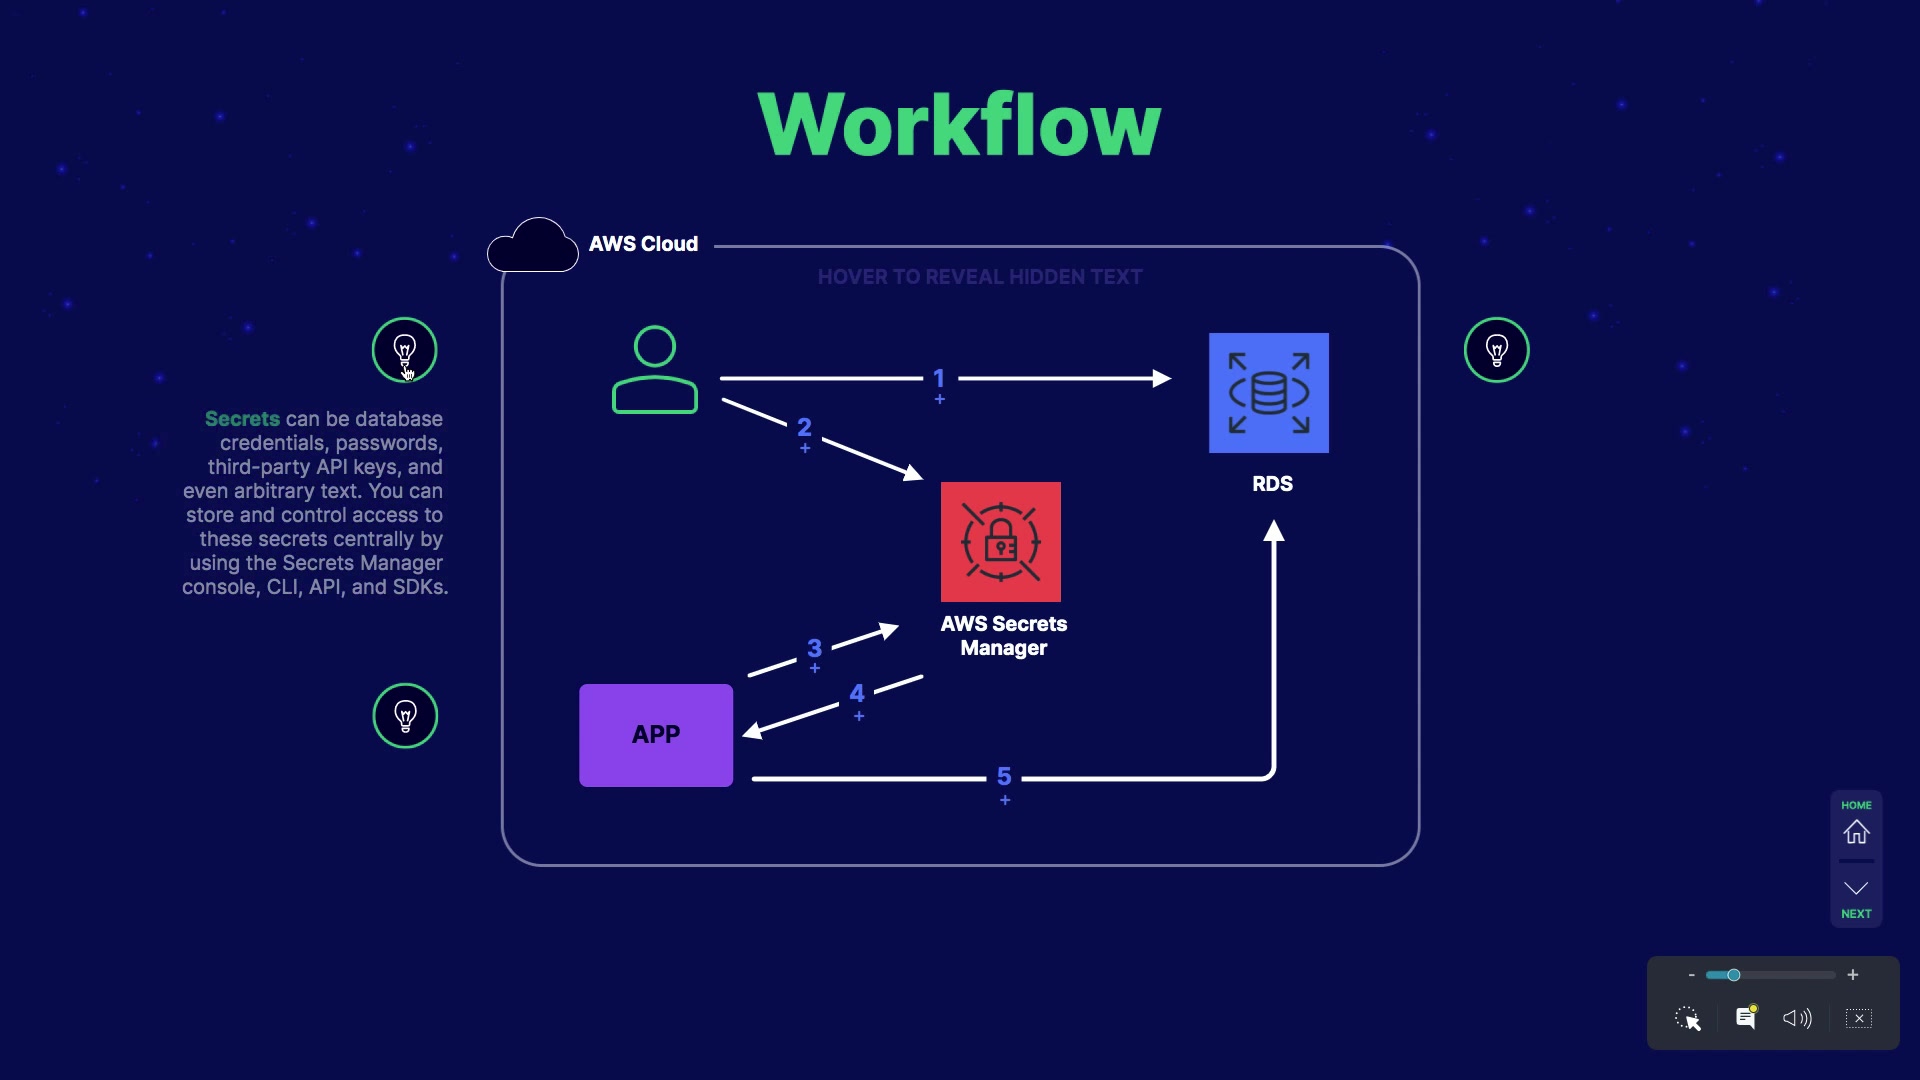 Workflow
AWS Cloud
HOVER TO REVEAL HIDDEN TEXT
1
+
2
+
RDS
Secrets can be database
credentials, passwords,
third-party API keys, and
even arbitrary text. You can
store and control access to
these secrets centrally by
using the Secrets Manager
console, CLI, API, and SDKs.
AWS Secrets
Manager
3
+
4
+
APP
5
+
HOME
NEXT
- +